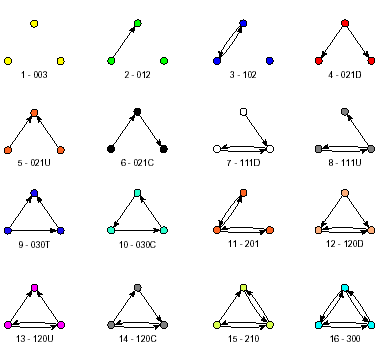 1 - 003
2 - 012
3 - 102
4 - 021D
5 - 021U
6 - 021C
7 - 111D
8 - 111U
9 - 030T
10 - 030C
11 - 201
12 - 120D
13 - 120U
14 - 120C
15 - 210
16 - 300